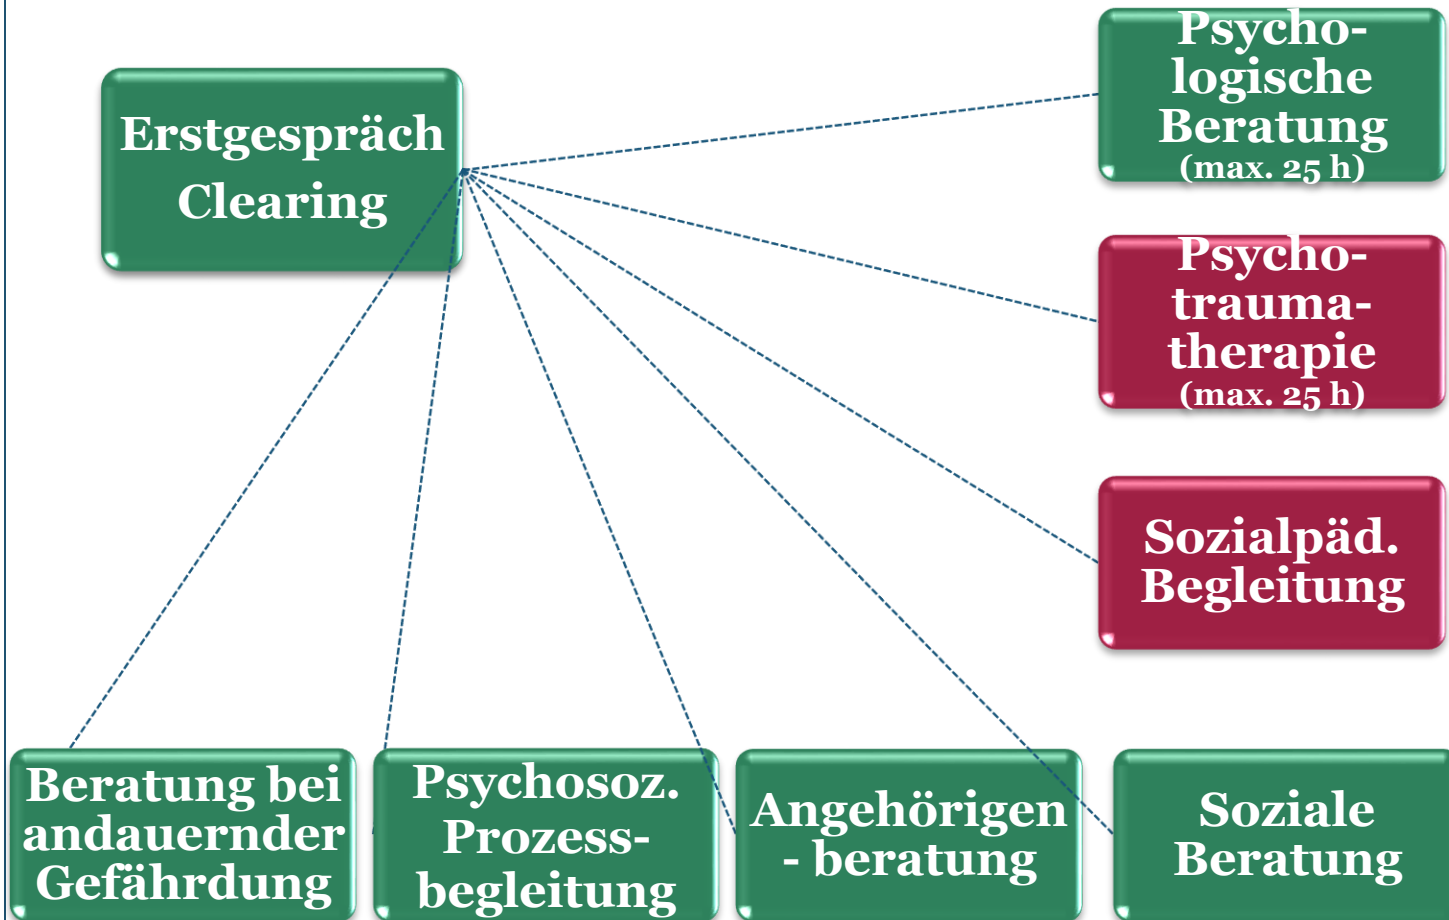 Erstgespräch
Clearing
Psycho-
logische
Beratung
(max. 25 h)
Psycho-
trauma-
therapie
(max. 25 h)
Sozialpäd.
Begleitung
Beratung bei
andauernder
Gefährdung
Psychosoz.
Prozess-
begleitung
Angehörigen
- beratung
Soziale
Beratung